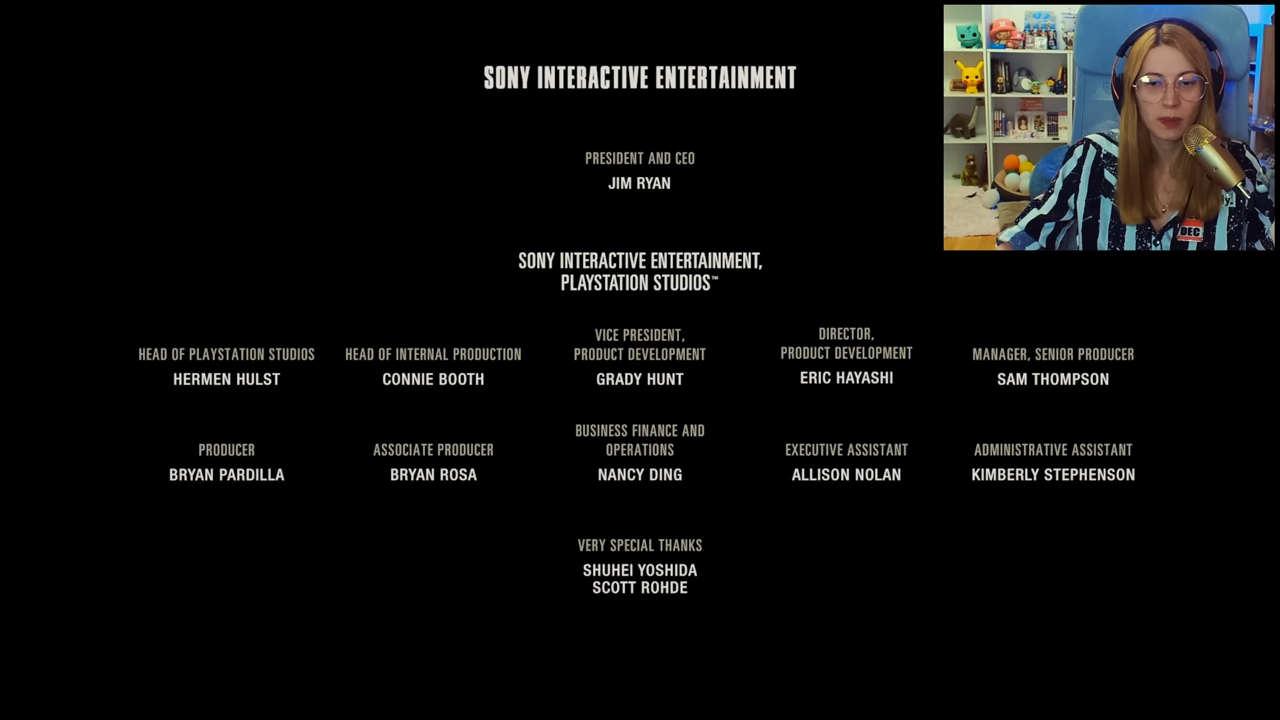 SONY INTERACTIVE ENTERTAINMENT
PRESIDENT AND CEO
JIM RYAN
SONY INTERACTIVE ENTERTAINMENT,
PLAYSTATION STUDIOS™
HEAD OF PLAYSTATION STUDIOS
HERMEN HULST
HEAD OF INTERNAL PRODUCTION
CONNIE BOOTH
VICE PRESIDENT,
PRODUCT DEVELOPMENT
GRADY HUNT
DIRECTOR,
PRODUCT DEVELOPMENT
ERIC HAYASHI
MANAGER, SENIOR PRODUCER
SAM THOMPSON
PRODUCER
BRYAN PARDILLA
ASSOCIATE PRODUCER
BRYAN ROSA
BUSINESS FINANCE AND
OPERATIONS
NANCY DING
EXECUTIVE ASSISTANT
ALLISON NOLAN
ADMINISTRATIVE ASSISTANT
KIMBERLY STEPHENSON
VERY SPECIAL THANKS
SHUHEI YOSHIDA
SCOTT ROHDE
DEC